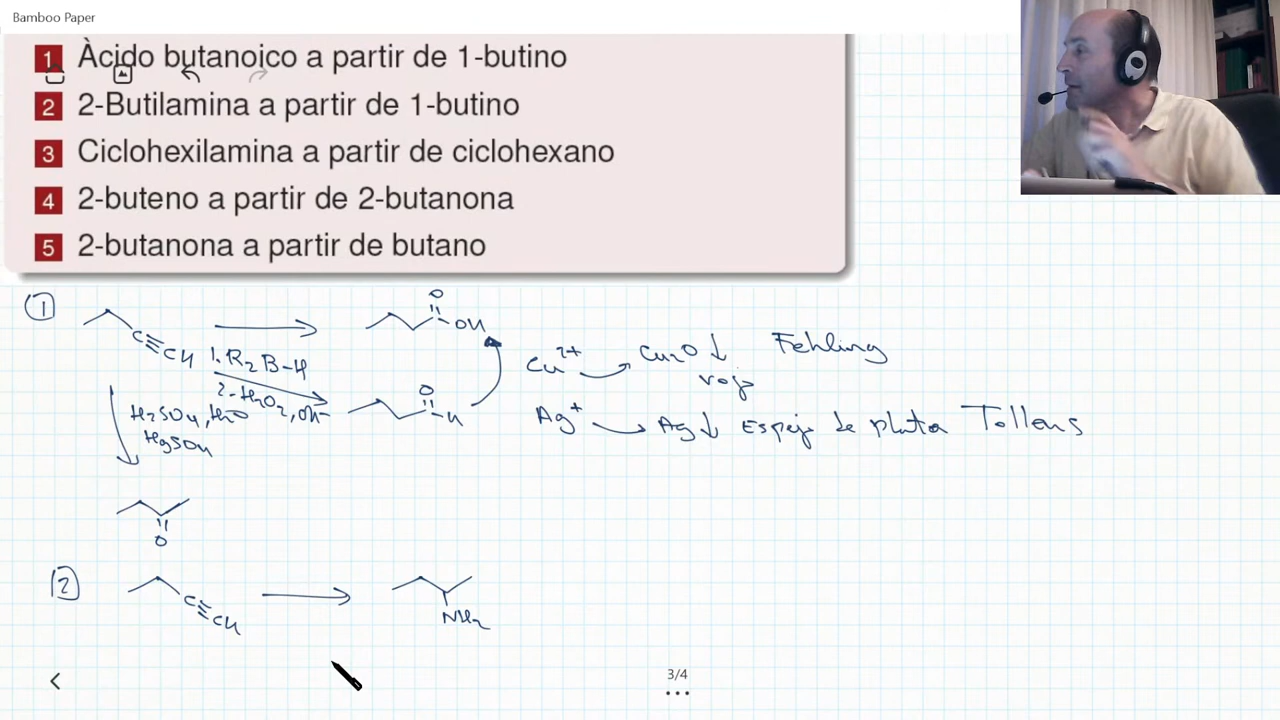 Bamboo Paper
1 Àcido butanoico a partir de 1-butino
2 2-Butilamina a partir de 1-butino
3 Ciclohexilamina a partir de ciclohexano
4 2-buteno a partir de 2-butanona
5 2-butanona a partir de butano
1
C≡CH
1. R2B-H
2. H2O2, OH-
O
OH
O
H
Cu2+ Cu2O↓ Fehling
rojo
Ag+ Ag↓ Espejo de plata Tollens
H2SO4, H2O
HgSO4
O
2
C≡CH
NH2
3/4